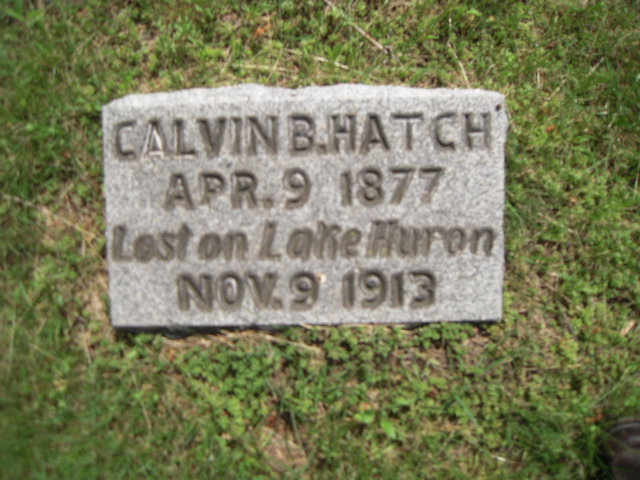 CALVIN B. HATCH
APR. 9 1877
Lost on Lake Huron
NOV. 9 1913